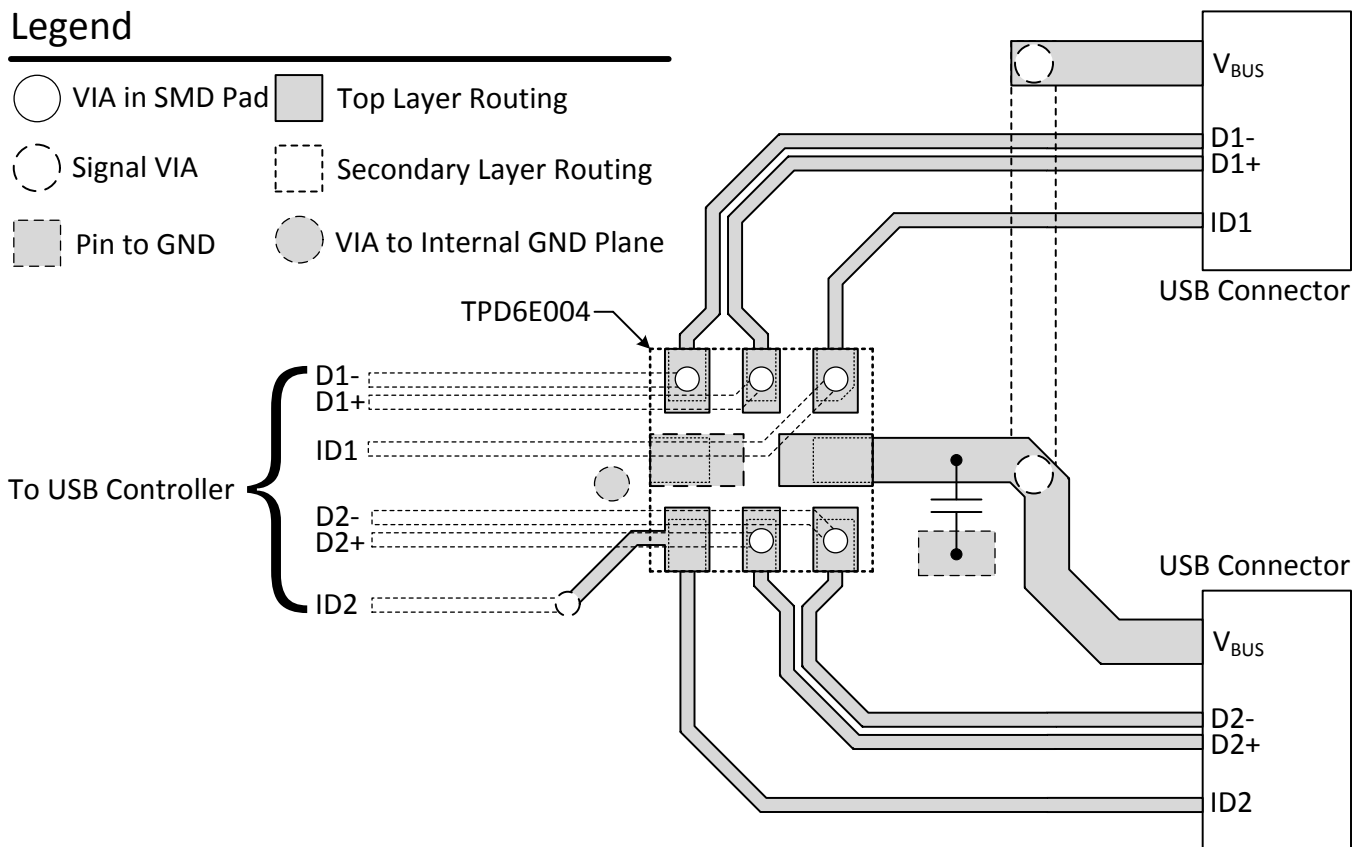 Legend
VIA in SMD Pad
Top Layer Routing
Signal VIA
Secondary Layer Routing
Pin to GND
VIA to Internal GND Plane
VBUS
D1-
D1+
ID1
USB Connector
TPD6E004
D1-
D1+
ID1
To USB Controller
D2-
D2+
ID2
USB Connector
VBUS
D2-
D2+
ID2